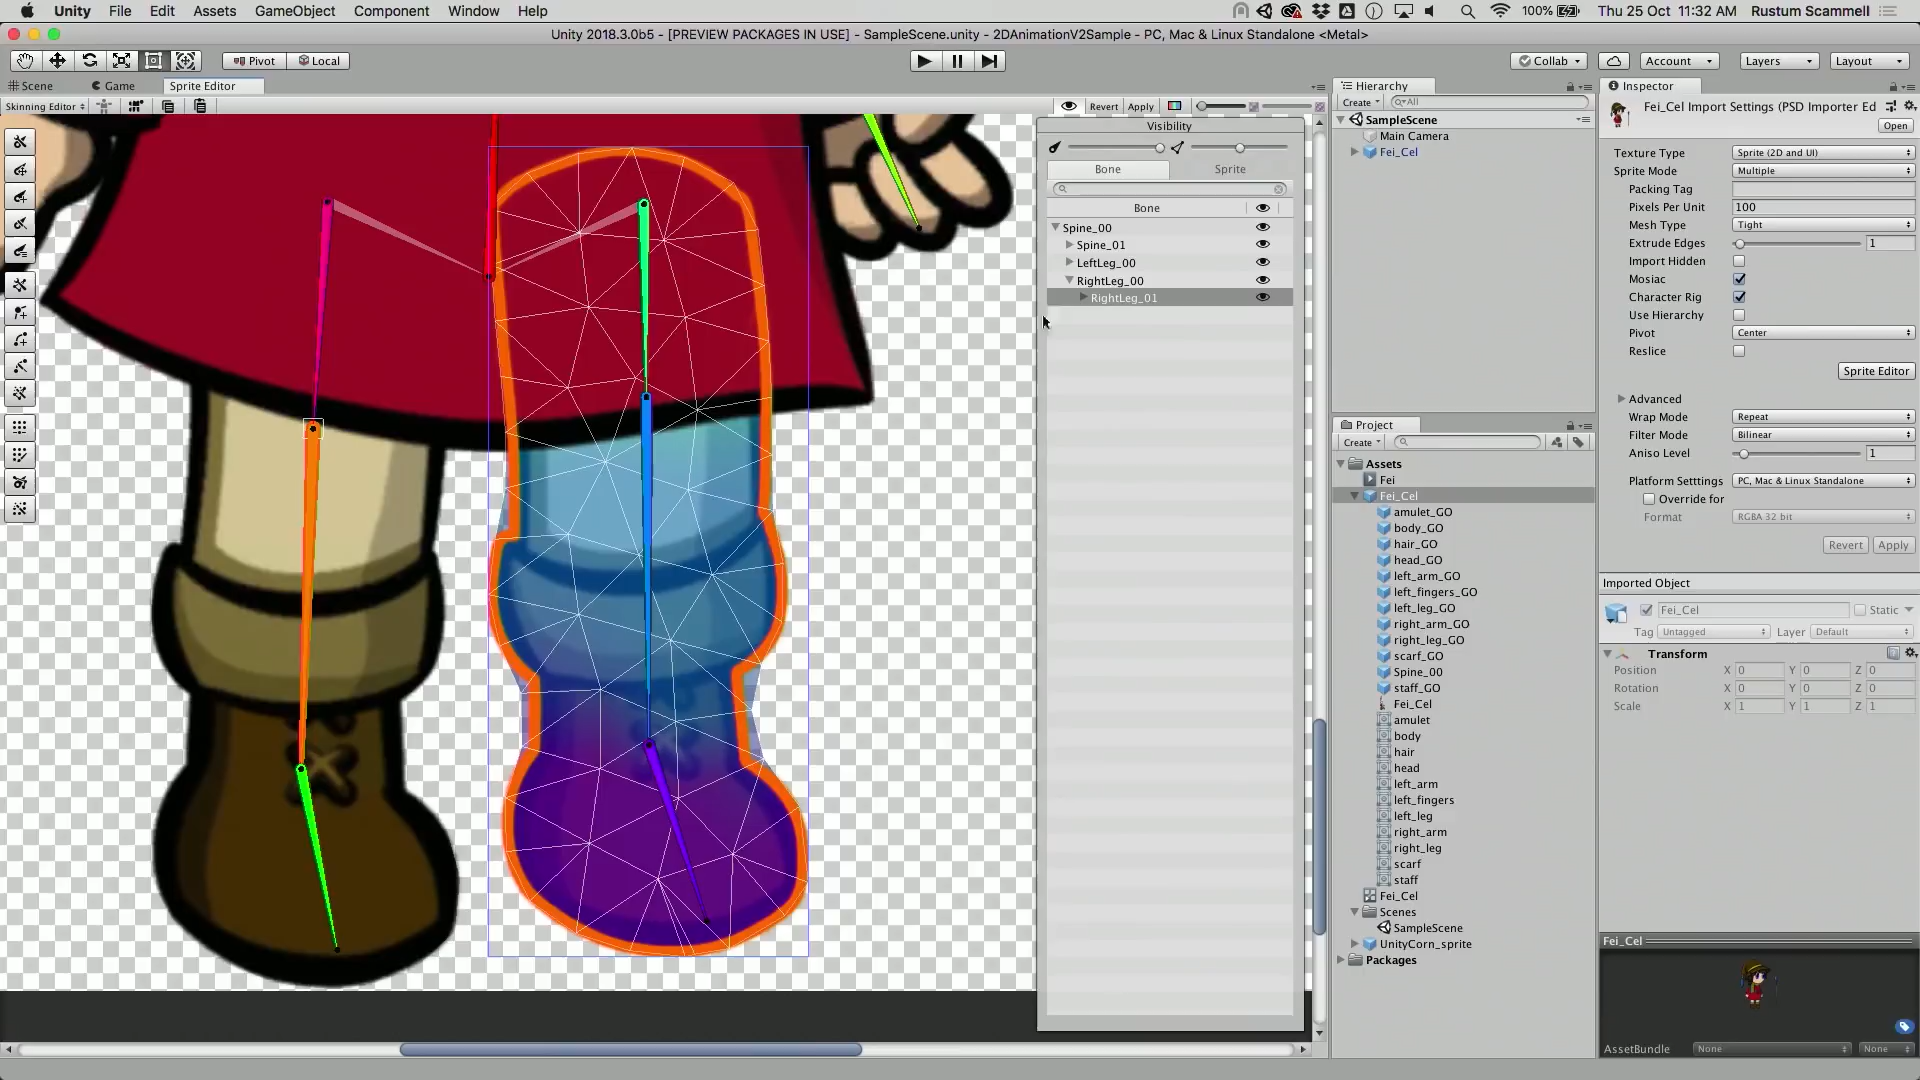 Unity File Edit Assets GameObject Component Window Help 100% Thu 25 Oct 11:32 AM Rustum Scammell
Unity 2018.3.0b5 - [PREVIEW PACKAGES IN USE] - SampleScene.unity - 2DAnimationV2Sample - PC, Mac & Linux Standalone <Metal>
Pivot Local Collab Account Layers Layout
Scene Game Sprite Editor
Skinning Editor Revert Apply
Visibility
Bone Sprite
Bone
Spine_00
Spine_01
LeftLeg_00
RightLeg_00
RightLeg_01
Hierarchy
Create All
SampleScene
Main Camera
Fei_Cel
Project
Create
Assets
Fei
Fei_Cel
amulet_GO
body_GO
hair_GO
head_GO
left_arm_GO
left_fingers_GO
left_leg_GO
right_arm_GO
right_leg_GO
scarf_GO
Spine_00
staff_GO
Fei_Cel
amulet
body
hair
head
left_arm
left_fingers
left_leg
right_arm
right_leg
scarf
staff
Fei_Cel
Scenes
SampleScene
UnityCorn_sprite
Packages
Inspector
Fei_Cel Import Settings (PSD Importer Ed
Open
Texture Type Sprite (2D and UI)
Sprite Mode Multiple
Packing Tag
Pixels Per Unit 100
Mesh Type Tight
Extrude Edges 1
Import Hidden
Mosiac
Character Rig
Use Hierarchy
Pivot Center
Reslice
Sprite Editor
Advanced
Wrap Mode Repeat
Filter Mode Bilinear
Aniso Level 1
Platform Setttings PC, Mac & Linux Standalone
Override for
Format RGBA 32 bit
Revert Apply
Imported Object
Fei_Cel Static
Tag Untagged Layer Default
Transform
Position X 0 Y 0 Z 0
Rotation X 0 Y 0 Z 0
Scale X 1 Y 1 Z 1
Fei_Cel
AssetBundle None None